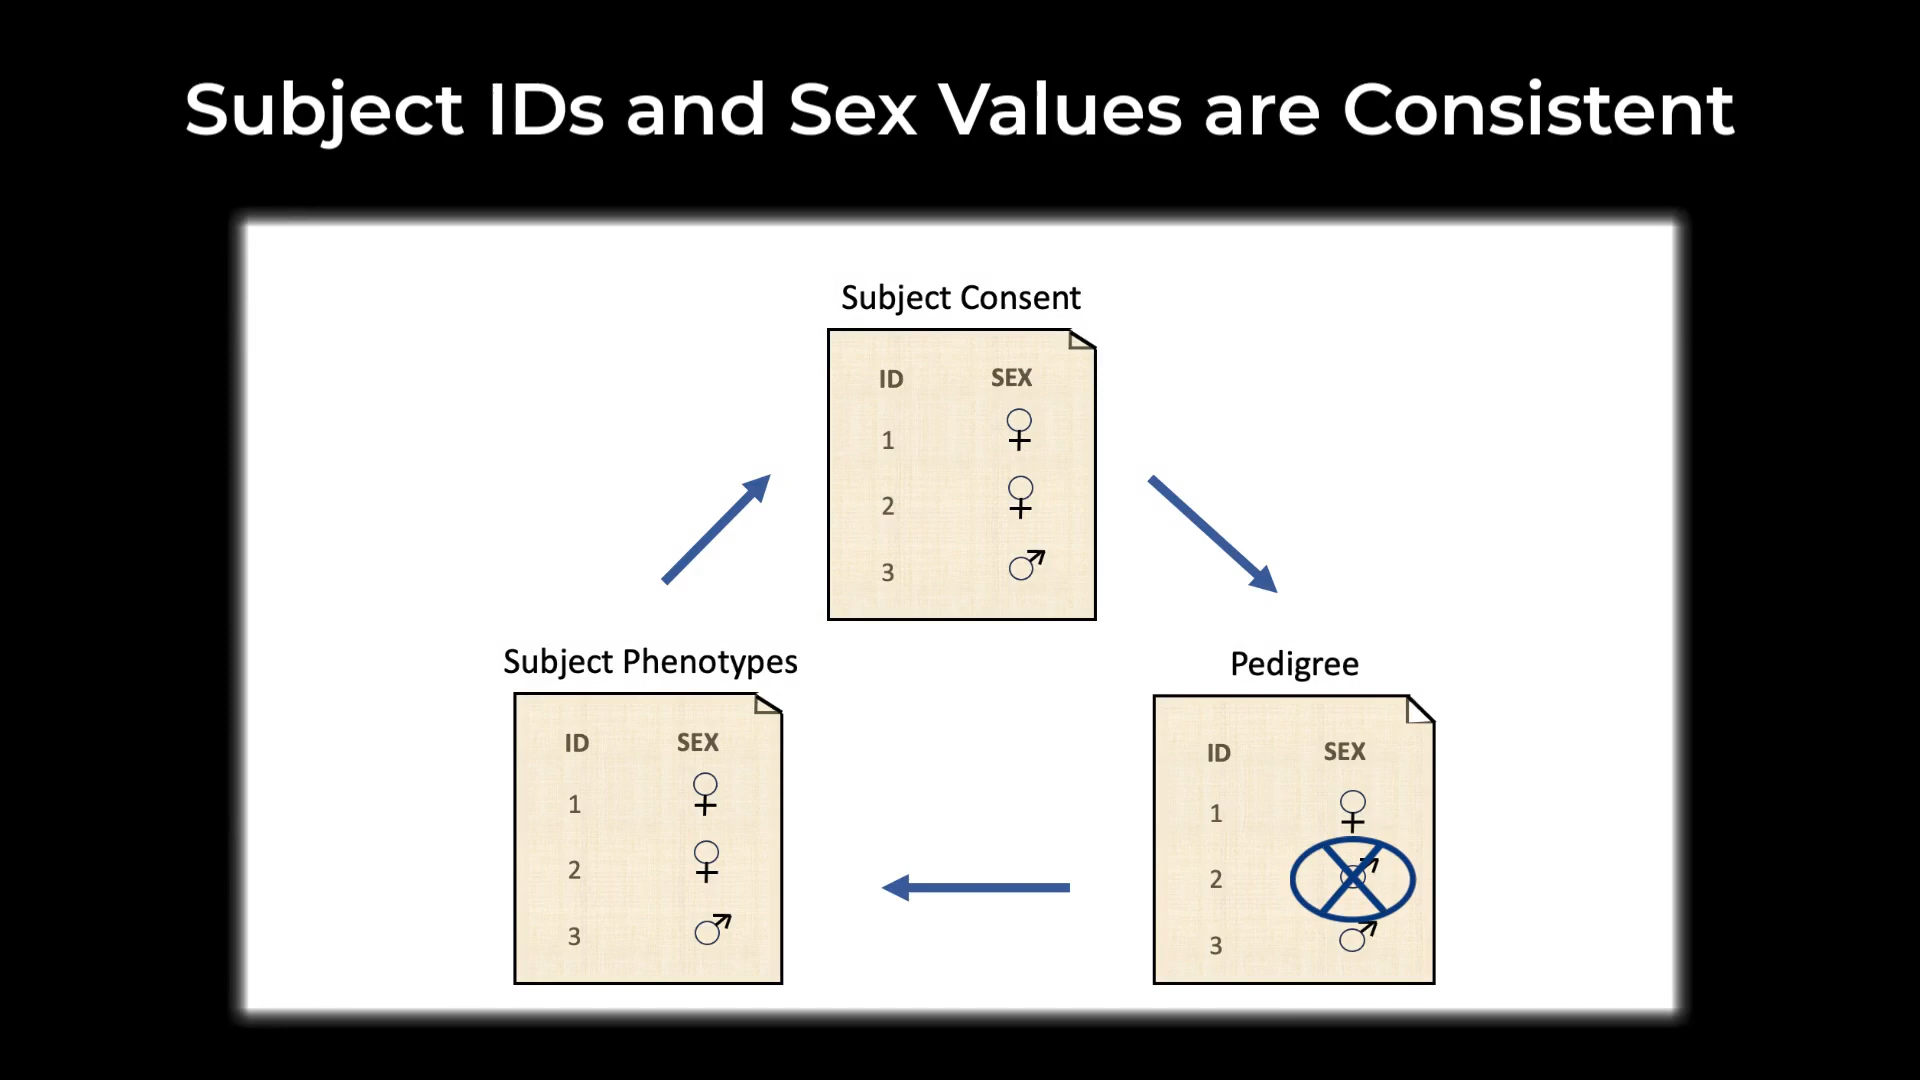 Subject IDs and Sex Values are Consistent
Subject Consent
ID SEX
1 ♀
2 ♀
3 ♂
Subject Phenotypes
ID SEX
1 ♀
2 ♀
3 ♂
Pedigree
ID SEX
1 ♀
2 ♂
3 ♂